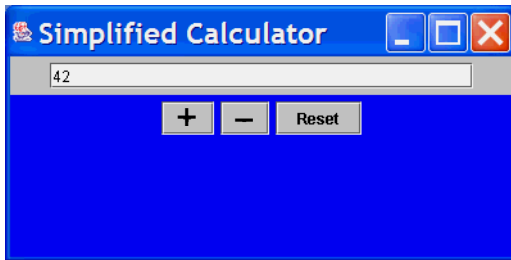 Simplified Calculator
42
+ − Reset